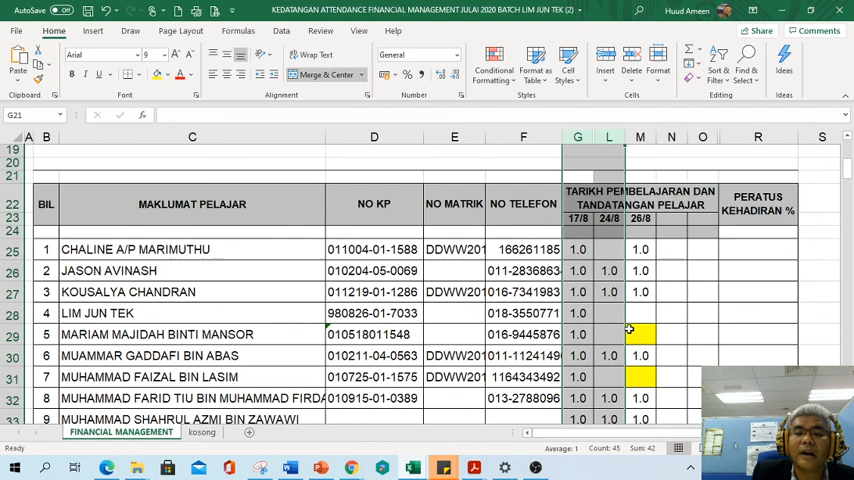 AutoSave Off KEDATANGAN ATTENDANCE FINANCIAL MANAGEMENT JULAI 2020 BATCH LIM JUN TEK (2) Huud Ameen
File Home Insert Draw Page Layout Formulas Data Review View Help Search Share Comments
Paste Arial 9 Wrap Text General Conditional Formatting Format as Table Cell Styles Insert Delete Format Sort & Filter Find & Select Ideas
Merge & Center
Clipboard Font Alignment Number Styles Cells Editing Ideas
G21 fx
A B C D E F G L M N O R S
19
20
21
22 BIL MAKLUMAT PELAJAR NO KP NO MATRIK NO TELEFON TARIKH PEMBELAJARAN DAN TANDATANGAN PELAJAR PERATUS KEHADIRAN %
23 17/8 24/8 26/8
24
25 1 CHALINE A/P MARIMUTHU 011004-01-1588 DDWW201 166261185 1.0 1.0
26 2 JASON AVINASH 010204-05-0069 011-2836863 1.0 1.0 1.0
27 3 KOUSALYA CHANDRAN 011219-01-1286 DDWW201 016-7341983 1.0 1.0 1.0
28 4 LIM JUN TEK 980826-01-7033 018-3550771 1.0
29 5 MARIAM MAJIDAH BINTI MANSOR 010518011548 016-9445876 1.0
30 6 MUAMMAR GADDAFI BIN ABAS 010211-04-0563 DDWW201 011-1124149 1.0 1.0 1.0
31 7 MUHAMMAD FAIZAL BIN LASIM 010725-01-1575 DDWW201 1164343492 1.0
32 8 MUHAMMAD FARID TIU BIN MUHAMMAD FIRDA 010915-01-0389 013-2788096 1.0 1.0 1.0
33 9 MUHAMMAD SHAHRUL AZMI BIN ZAWAWI 1.0 1.0 1.0
FINANCIAL MANAGEMENT kosong
Ready Average: 1 Count: 45 Sum: 42